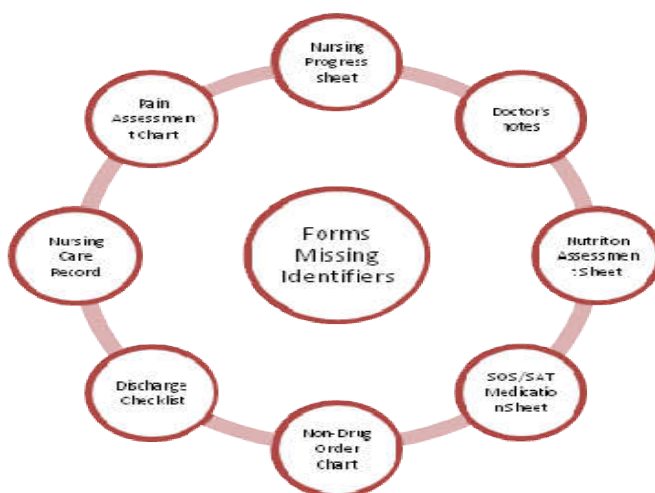 Nursing
Progress
sheet
Doctor's
notes
Nutrition
Assessmen
t Sheet
SOS/SAT
Medicatio
n Sheet
Non-Drug
Order
Chart
Discharge
Checklist
Nursing
Care
Record
Pain
Assessmen
t Chart
Forms
Missing
Identifiers